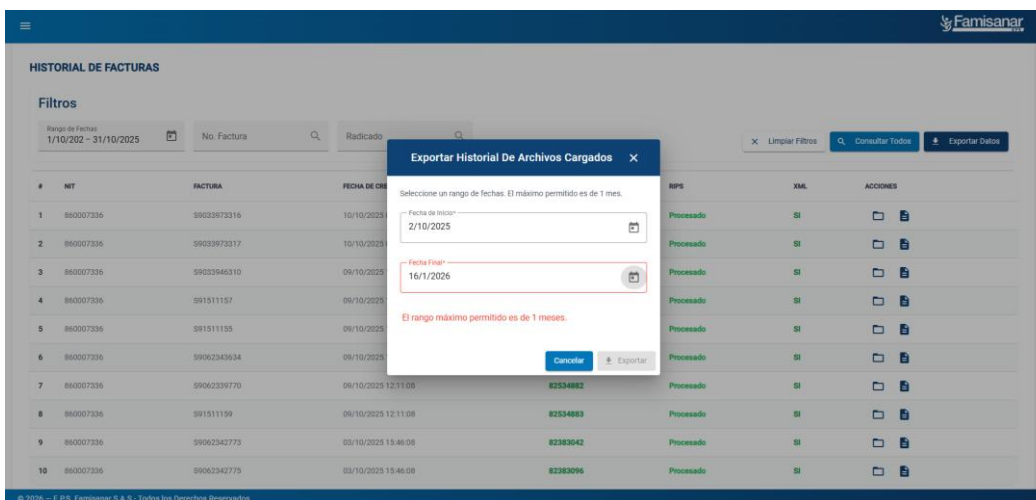 Famisanar
EPS
HISTORIAL DE FACTURAS
Filtros
Rango de Fechas
1/10/202 – 31/10/2025
No. Factura
Radicado
Limpiar Filtros
Consultar Todos
Exportar Datos
Exportar Historial De Archivos Cargados
Seleccione un rango de fechas. El máximo permitido es de 1 mes.
Fecha de Inicio*
2/10/2025
Fecha Final*
16/1/2026
El rango máximo permitido es de 1 meses.
Cancelar
Exportar
# NIT FACTURA FECHA DE CRE RIPS XML ACCIONES
1 860007336 S9033973316 10/10/2025 Procesado SI
2 860007336 S9033973317 10/10/2025 Procesado SI
3 860007336 S9033946310 09/10/2025 Procesado SI
4 860007336 S91511157 09/10/2025 Procesado SI
5 860007336 S91511155 09/10/2025 Procesado SI
6 860007336 S9062343634 09/10/2025 Procesado SI
7 860007336 S9062339770 09/10/2025 12:11:08 82534882 Procesado SI
8 860007336 S91511159 09/10/2025 12:11:08 82534883 Procesado SI
9 860007336 S9062342773 03/10/2025 15:46:08 82383042 Procesado SI
10 860007336 S9062342775 03/10/2025 15:46:08 82383096 Procesado SI
© 2026 — E.P.S. Famisanar S.A.S - Todos los Derechos Reservados